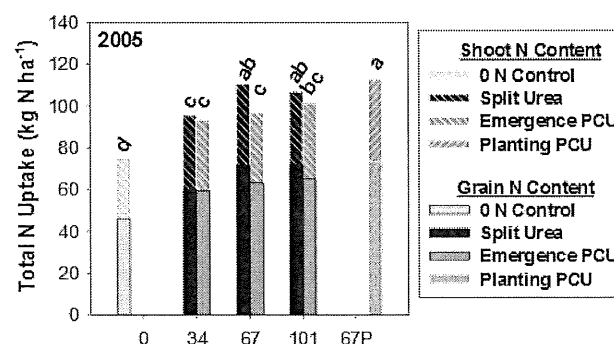 2005
Total N Uptake (kg N ha⁻¹)
140
120
100
80
60
40
20
0
d
c
c
ab
c
ab
bc
a
0
34
67
101
67P
Shoot N Content
0 N Control
Split Urea
Emergence PCU
Planting PCU
Grain N Content
0 N Control
Split Urea
Emergence PCU
Planting PCU